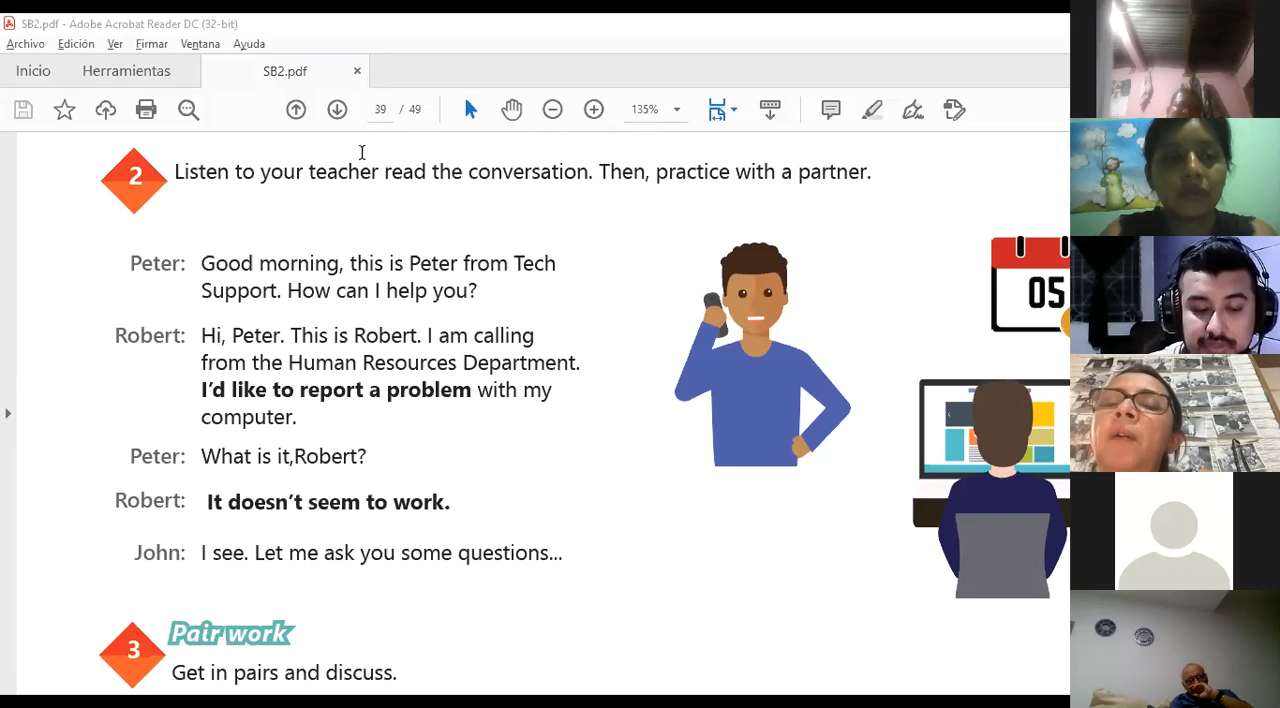 SB2.pdf - Adobe Acrobat Reader DC (32-bit)
Archivo Edición Ver Firmar Ventana Ayuda
Inicio Herramientas SB2.pdf ×
39 / 49 135%
2 Listen to your teacher read the conversation. Then, practice with a partner.
Peter: Good morning, this is Peter from Tech
Support. How can I help you?
Robert: Hi, Peter. This is Robert. I am calling
from the Human Resources Department.
I'd like to report a problem with my
computer.
Peter: What is it,Robert?
Robert: It doesn't seem to work.
John: I see. Let me ask you some questions...
05
3 Pair work
Get in pairs and discuss.